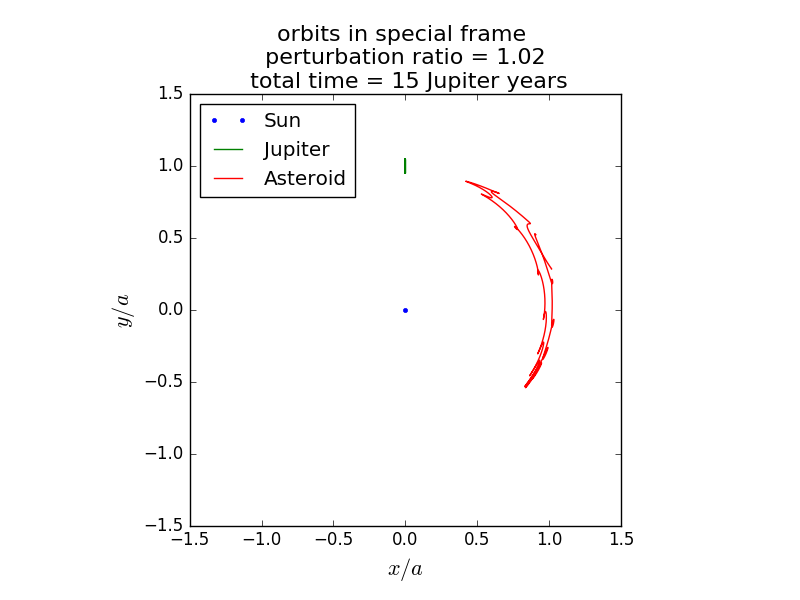 orbits in special frame
perturbation ratio = 1.02
total time = 15 Jupiter years
Sun
Jupiter
Asteroid
1.5
1.0
0.5
0.0
−0.5
−1.0
−1.5
y/a
−1.5 −1.0 −0.5 0.0 0.5 1.0 1.5
x/a